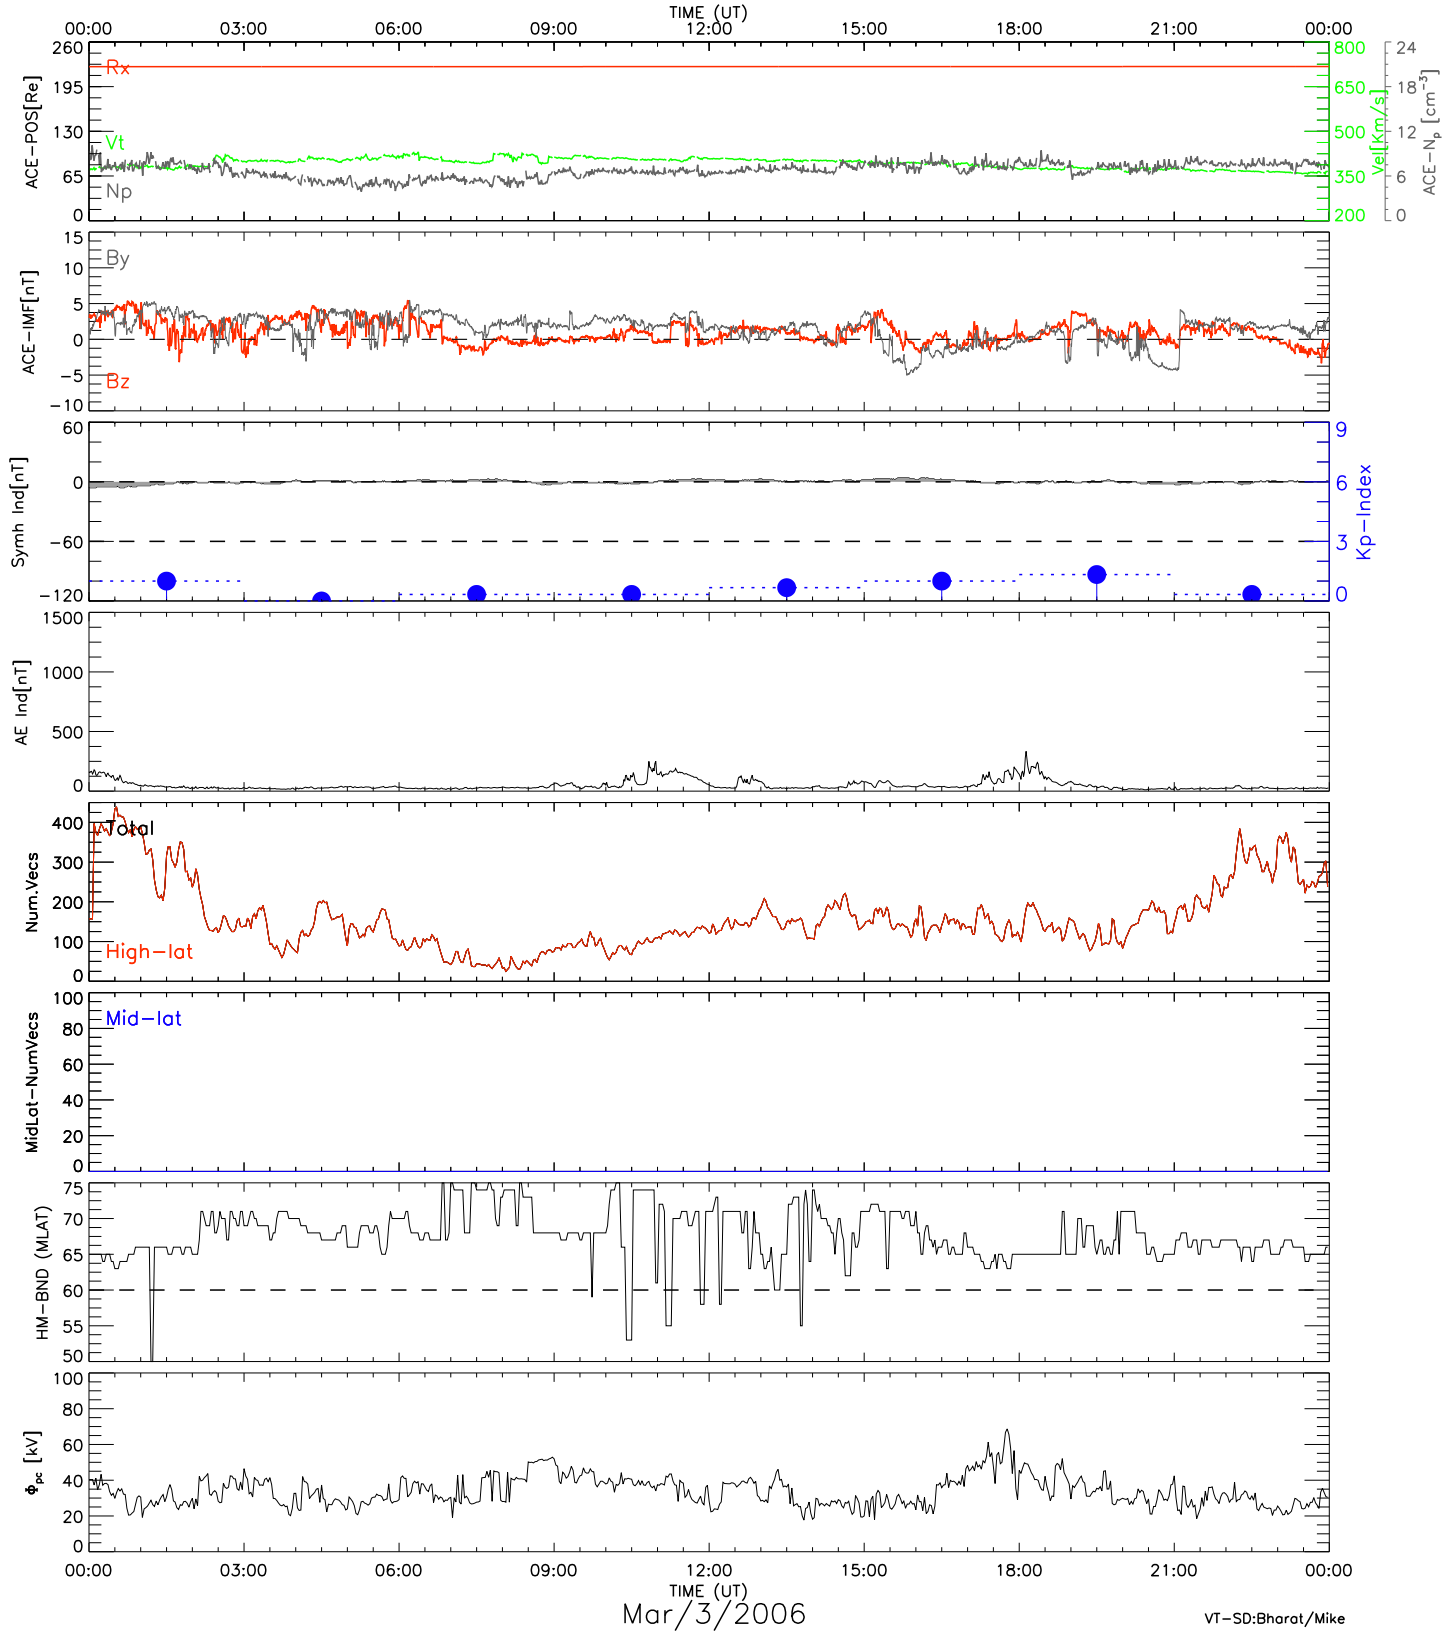 TIME (UT)
00:00 03:00 06:00 09:00 12:00 15:00 18:00 21:00 00:00
ACE-POS[Re]
260
195
130
65
0
Rx
Vt
Np
800
650
500
350
200
Vel[Km/s]
24
18
12
6
0
ACE-Np [cm⁻³]
ACE-IMF[nT]
15
10
5
0
-5
-10
By
Bz
Symh Ind[nT]
60
0
-60
-120
9
6
3
0
Kp-Index
AE Ind[nT]
1500
1000
500
0
Num.Vecs
400
300
200
100
0
Total
High-lat
MidLat-NumVecs
100
80
60
40
20
0
Mid-lat
HM-BND (MLAT)
75
70
65
60
55
50
Φpc [kV]
100
80
60
40
20
0
00:00 03:00 06:00 09:00 12:00 15:00 18:00 21:00 00:00
TIME (UT)
Mar/3/2006
VT-SD:Bharat/Mike